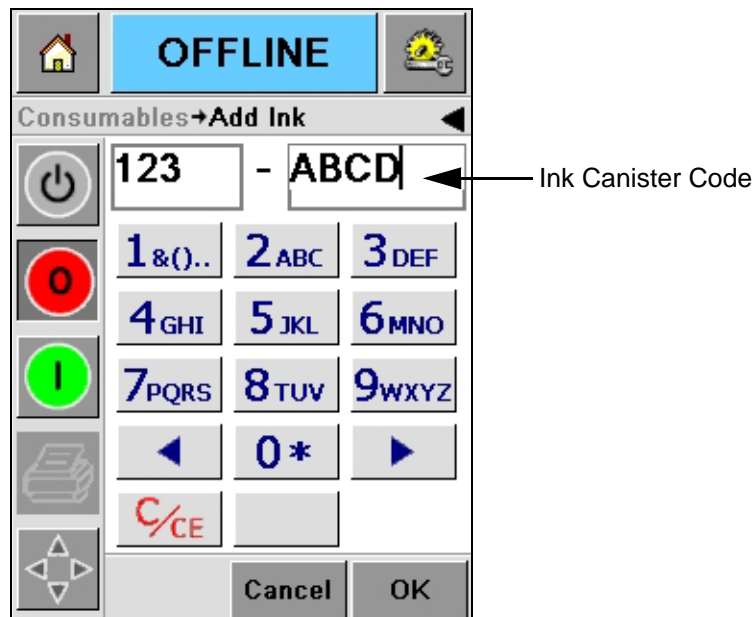 OFFLINE
Consumables→Add Ink
123 - ABCD
Ink Canister Code
1&().. 2ABC 3DEF
4GHI 5JKL 6MNO
7PQRS 8TUV 9WXYZ
0*
C/CE
Cancel OK
O
I